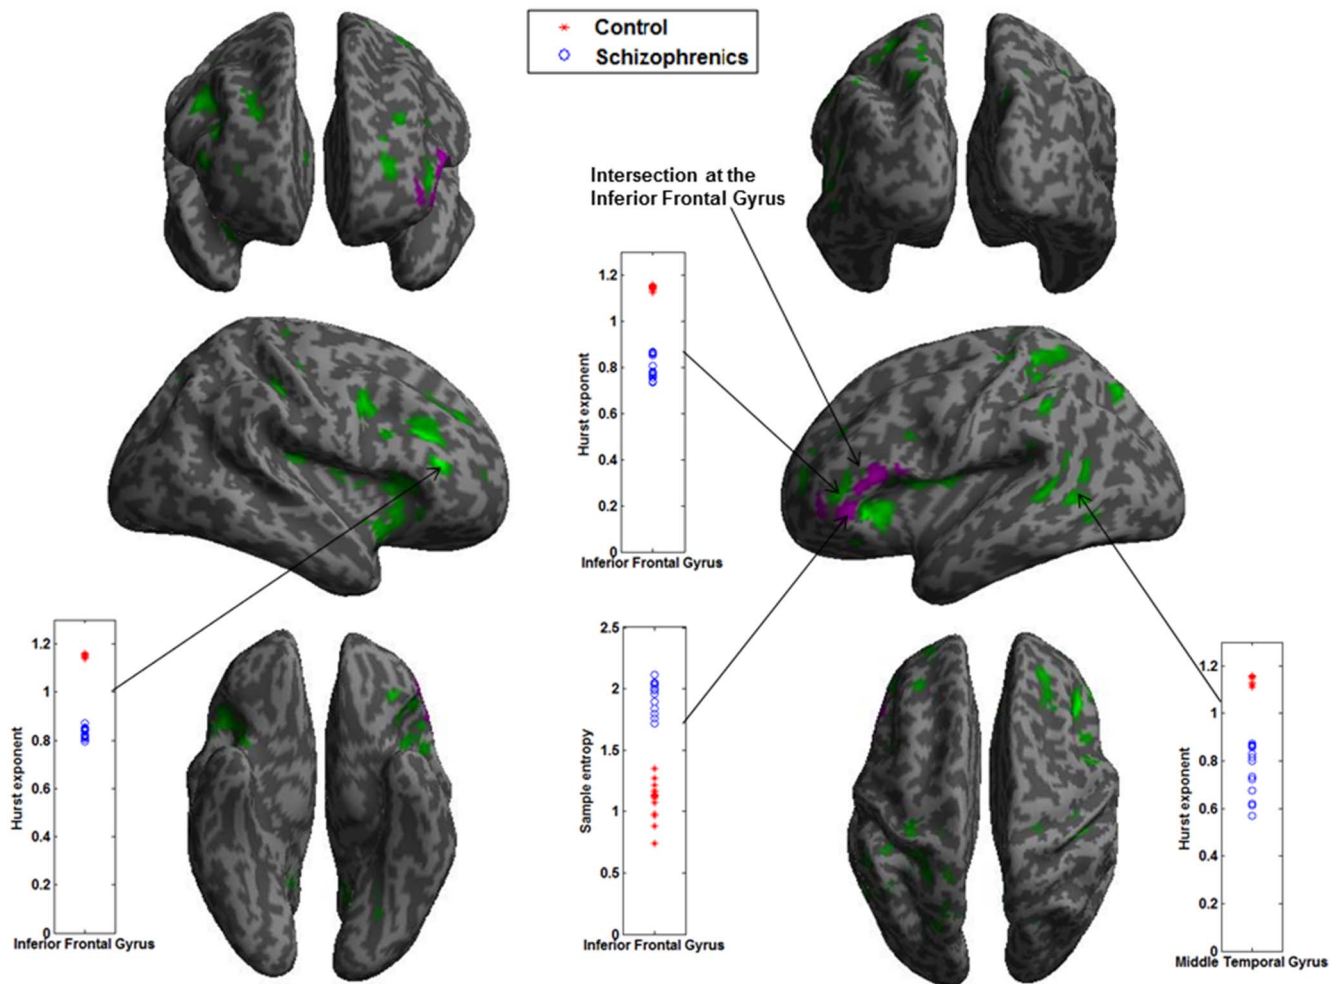 Control
Schizophrenics
Intersection at the
Inferior Frontal Gyrus
1.2
1
0.8
0.6
0.4
0.2
0
Hurst exponent
Inferior Frontal Gyrus
1.2
1
0.8
0.6
0.4
0.2
0
Hurst exponent
Inferior Frontal Gyrus
2.5
2
1.5
1
0.5
0
Sample entropy
Inferior Frontal Gyrus
1.2
1
0.8
0.6
0.4
0.2
0
Hurst exponent
Middle Temporal Gyrus